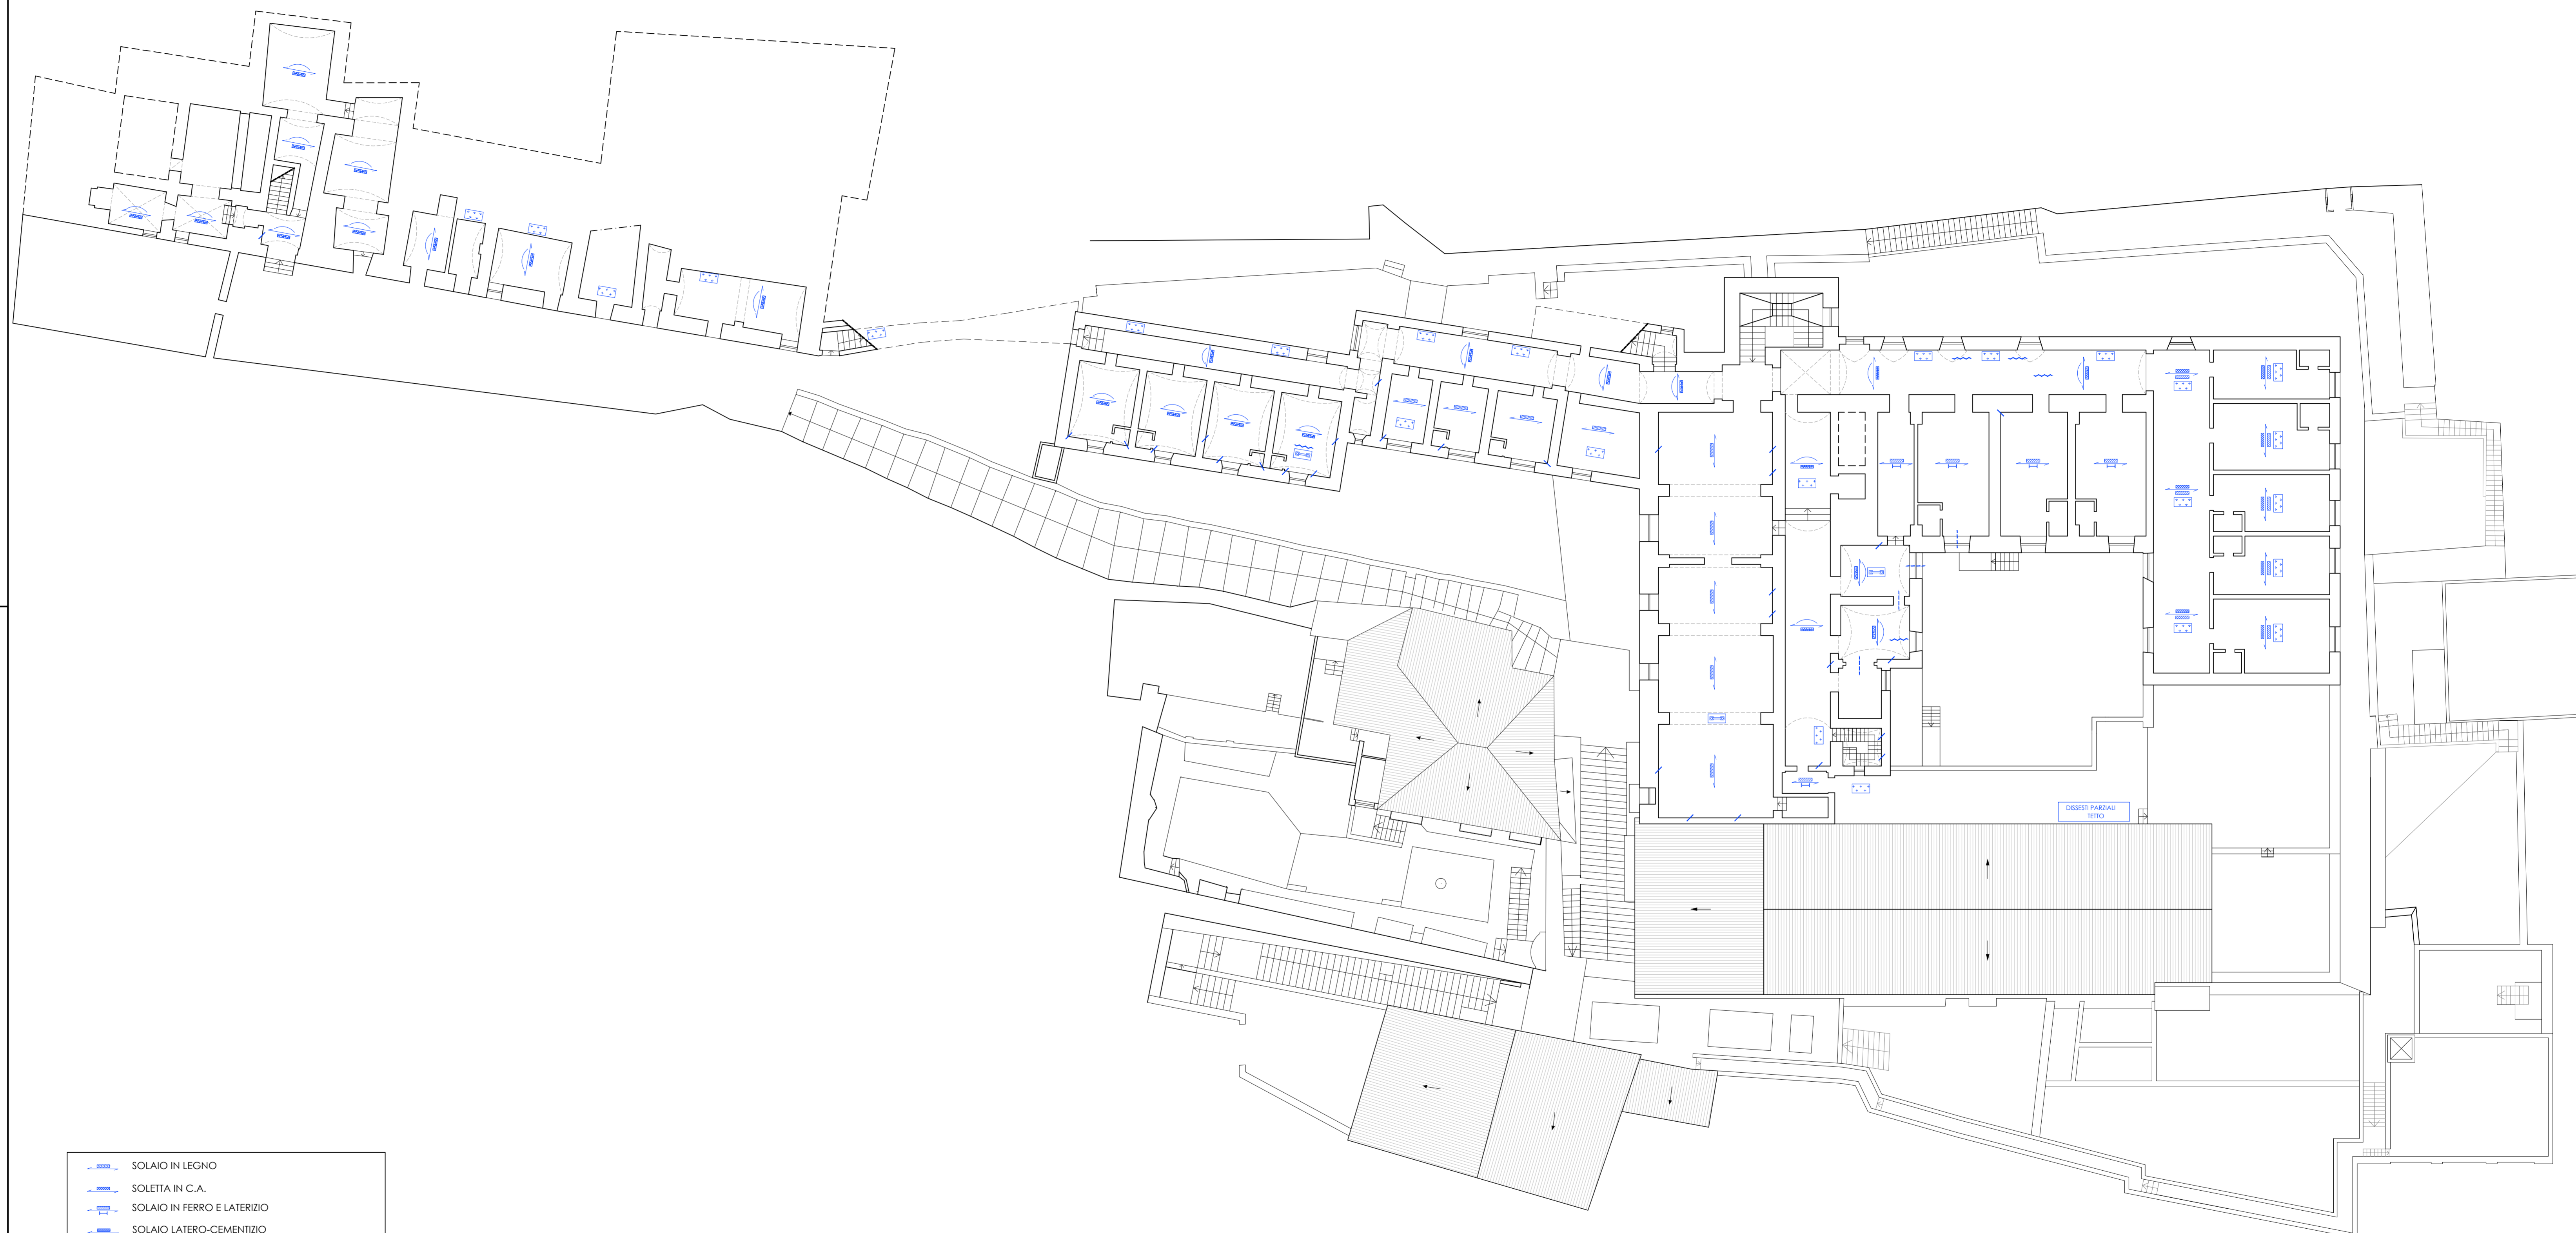 DISSESTI PARZIALI
TETTO
SOLAIO IN LEGNO
SOLETTA IN C.A.
SOLAIO IN FERRO E LATERIZIO
SOLAIO LATERO-CEMENTIZIO